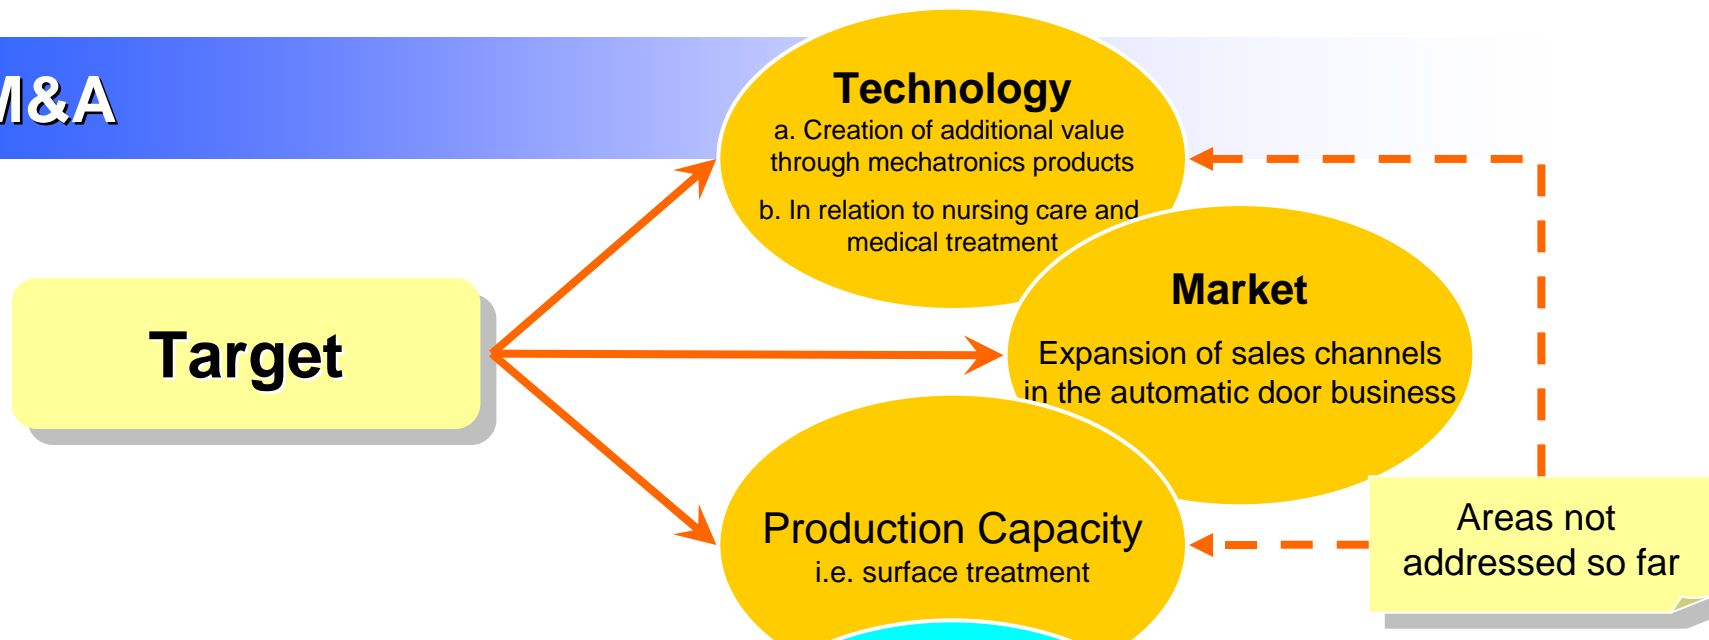 M&A
Technology
a. Creation of additional value
through mechatronics products
b. In relation to nursing care and
medical treatment
Market
Expansion of sales channels
in the automatic door business
Target
Production Capacity
i.e. surface treatment
Areas not
addressed so far